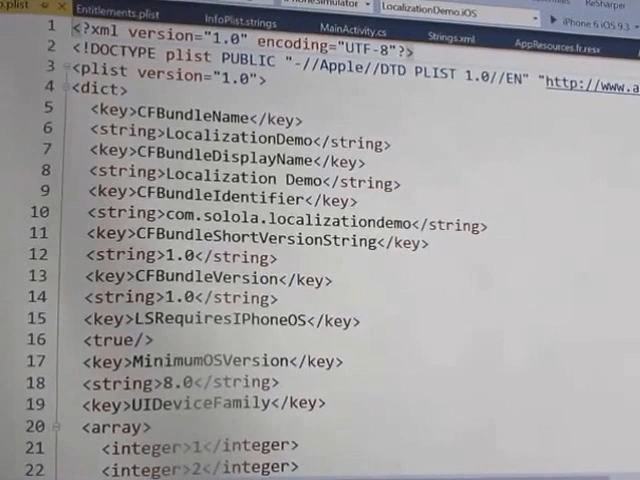 .plist
Entitlements.plist
InfoPlist.strings
MainActivity.cs
Strings.xml
AppResources.fr.resx
LocalizationDemo.iOS
iPhone 6 iOS 9.3
ReSharper
1 <?xml version="1.0" encoding="UTF-8"?>
2 <!DOCTYPE plist PUBLIC "-//Apple//DTD PLIST 1.0//EN" "http://www.a
3 <plist version="1.0">
4 <dict>
5 <key>CFBundleName</key>
6 <string>LocalizationDemo</string>
7 <key>CFBundleDisplayName</key>
8 <string>Localization Demo</string>
9 <key>CFBundleIdentifier</key>
10 <string>com.solola.localizationdemo</string>
11 <key>CFBundleShortVersionString</key>
12 <string>1.0</string>
13 <key>CFBundleVersion</key>
14 <string>1.0</string>
15 <key>LSRequiresIPhoneOS</key>
16 <true/>
17 <key>MinimumOSVersion</key>
18 <string>8.0</string>
19 <key>UIDeviceFamily</key>
20 <array>
21 <integer>1</integer>
22 <integer>2</integer>